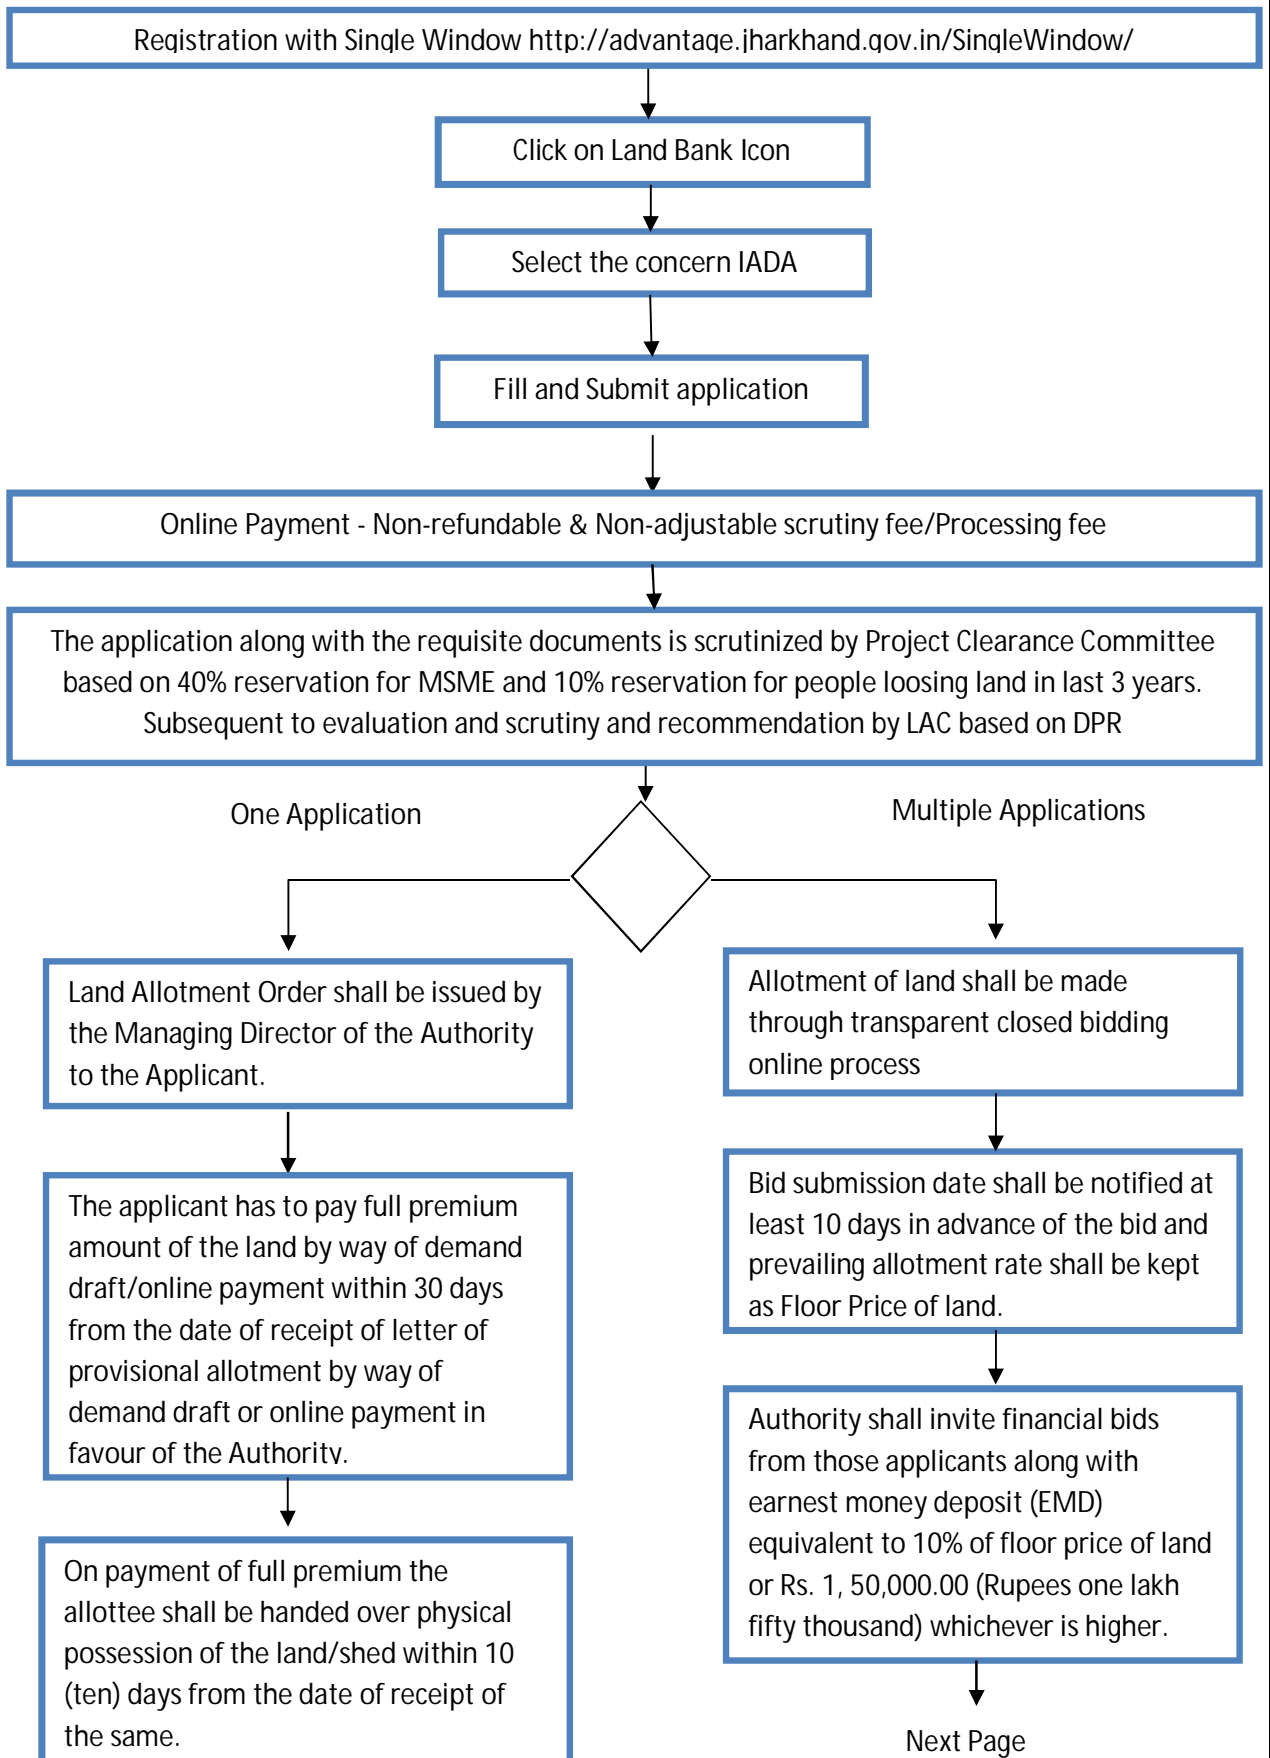 Registration with Single Window http://advantage.jharkhand.gov.in/SingleWindow/
Click on Land Bank Icon
Select the concern IADA
Fill and Submit application
Online Payment - Non-refundable & Non-adjustable scrutiny fee/Processing fee
The application along with the requisite documents is scrutinized by Project Clearance Committee
based on 40% reservation for MSME and 10% reservation for people loosing land in last 3 years.
Subsequent to evaluation and scrutiny and recommendation by LAC based on DPR
One Application
Multiple Applications
Land Allotment Order shall be issued by
the Managing Director of the Authority
to the Applicant.
The applicant has to pay full premium
amount of the land by way of demand
draft/online payment within 30 days
from the date of receipt of letter of
provisional allotment by way of
demand draft or online payment in
favour of the Authority.
On payment of full premium the
allottee shall be handed over physical
possession of the land/shed within 10
(ten) days from the date of receipt of
the same.
Allotment of land shall be made
through transparent closed bidding
online process
Bid submission date shall be notified at
least 10 days in advance of the bid and
prevailing allotment rate shall be kept
as Floor Price of land.
Authority shall invite financial bids
from those applicants along with
earnest money deposit (EMD)
equivalent to 10% of floor price of land
or Rs. 1, 50,000.00 (Rupees one lakh
fifty thousand) whichever is higher.
Next Page